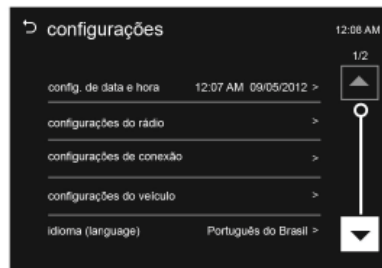 configurações
12:08 AM
1/2
config. de data e hora 12:07 AM 09/05/2012 >
configurações do rádio >
configurações de conexão >
configurações do veículo >
idioma (language) Português do Brasil >